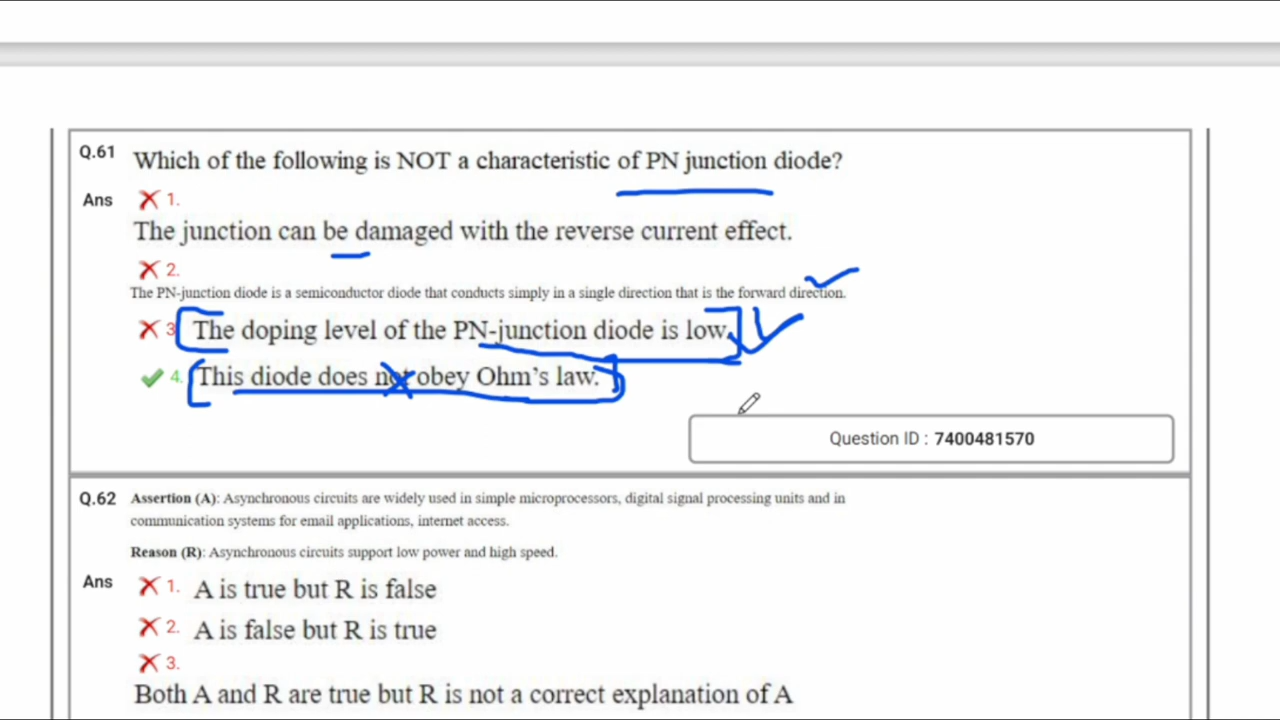 Q.61 Which of the following is NOT a characteristic of PN junction diode?
Ans 1.
The junction can be damaged with the reverse current effect.
2.
The PN-junction diode is a semiconductor diode that conducts simply in a single direction that is the forward direction.
3. The doping level of the PN-junction diode is low.
4. This diode does not obey Ohm's law.
Question ID : 7400481570
Q.62 Assertion (A): Asynchronous circuits are widely used in simple microprocessors, digital signal processing units and in
communication systems for email applications, internet access.
Reason (R): Asynchronous circuits support low power and high speed.
Ans 1. A is true but R is false
2. A is false but R is true
3.
Both A and R are true but R is not a correct explanation of A